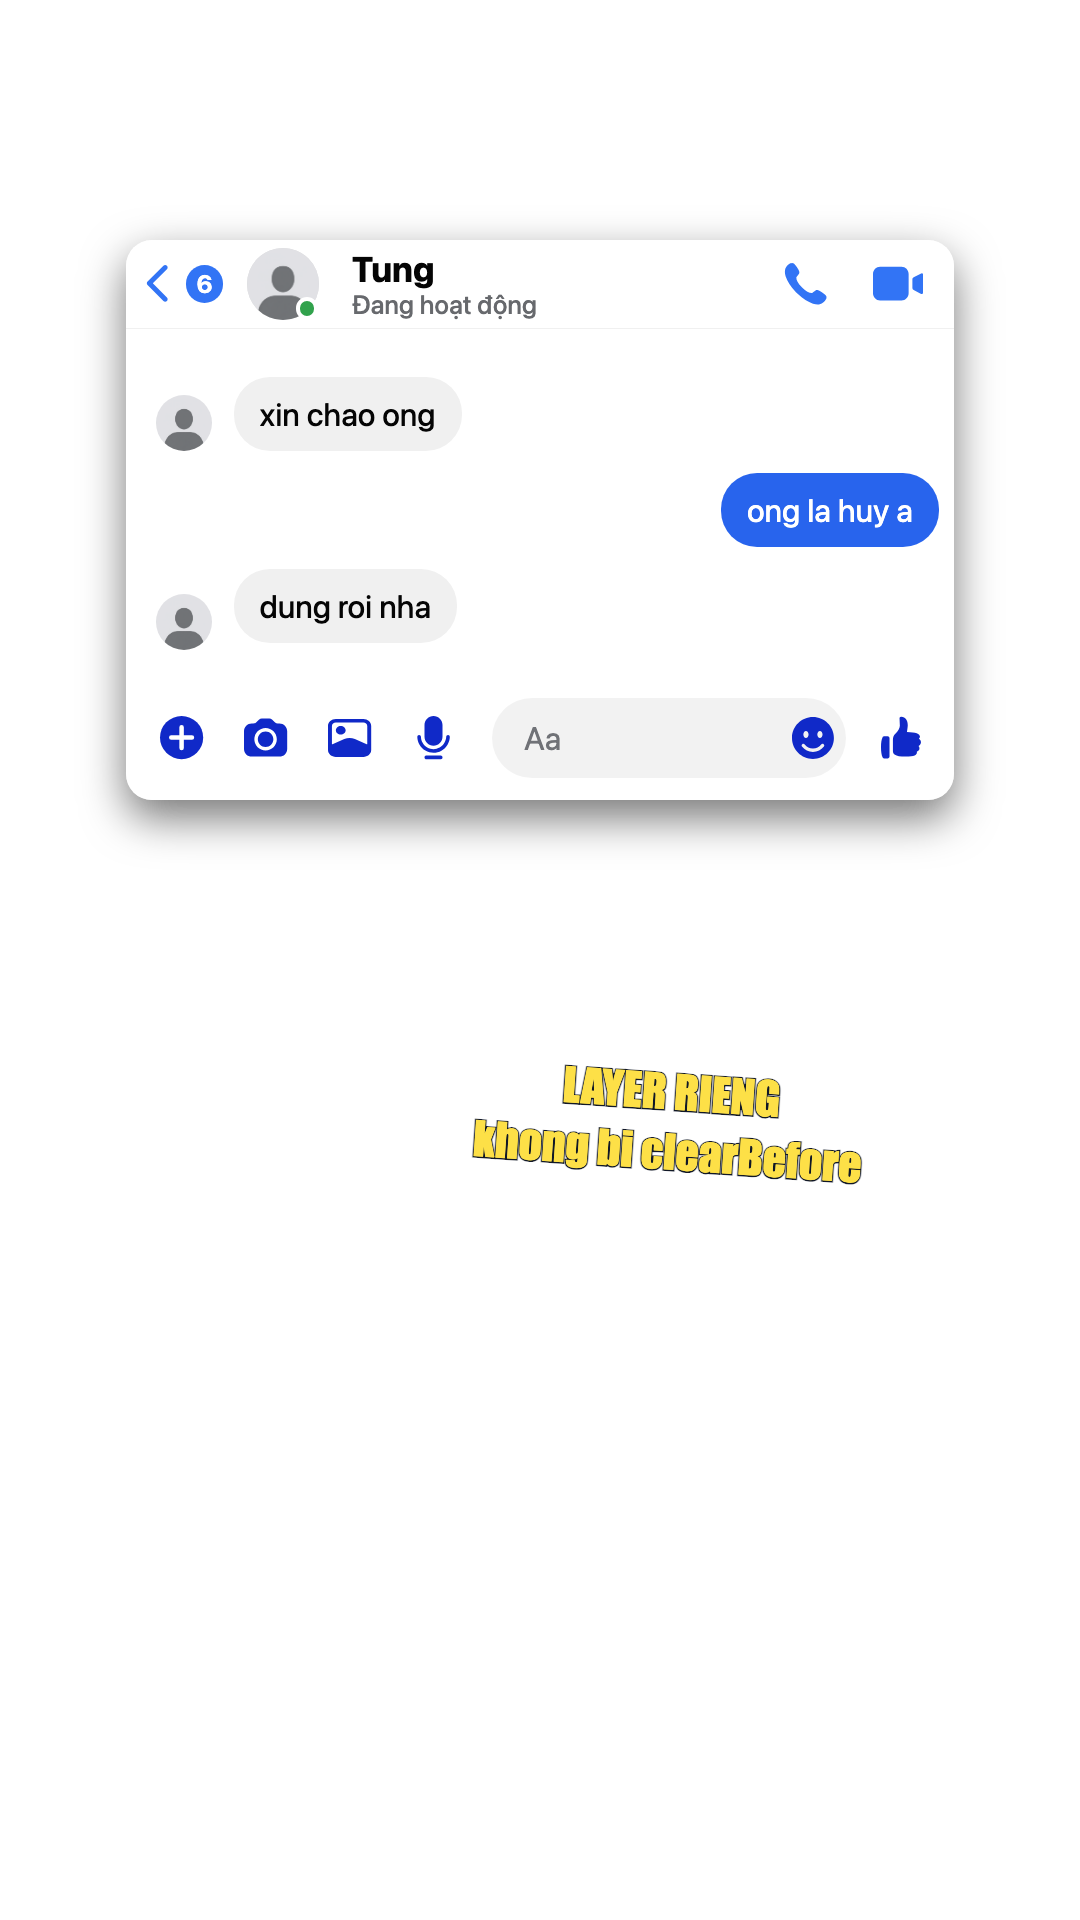 6
Tung
Đang hoạt động
xin chao ong
ong la huy a
dung roi nha
Aa
LAYER RIENG
khong bi clearBefore